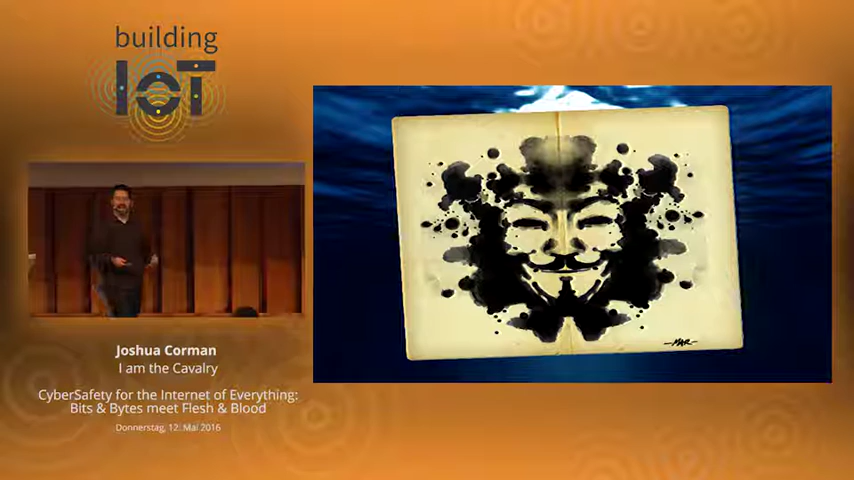 building
IoT
Joshua Corman
I am the Cavalry
CyberSafety for the Internet of Everything:
Bits & Bytes meet Flesh & Blood
Donnerstag, 12. Mai 2016
-MAR-